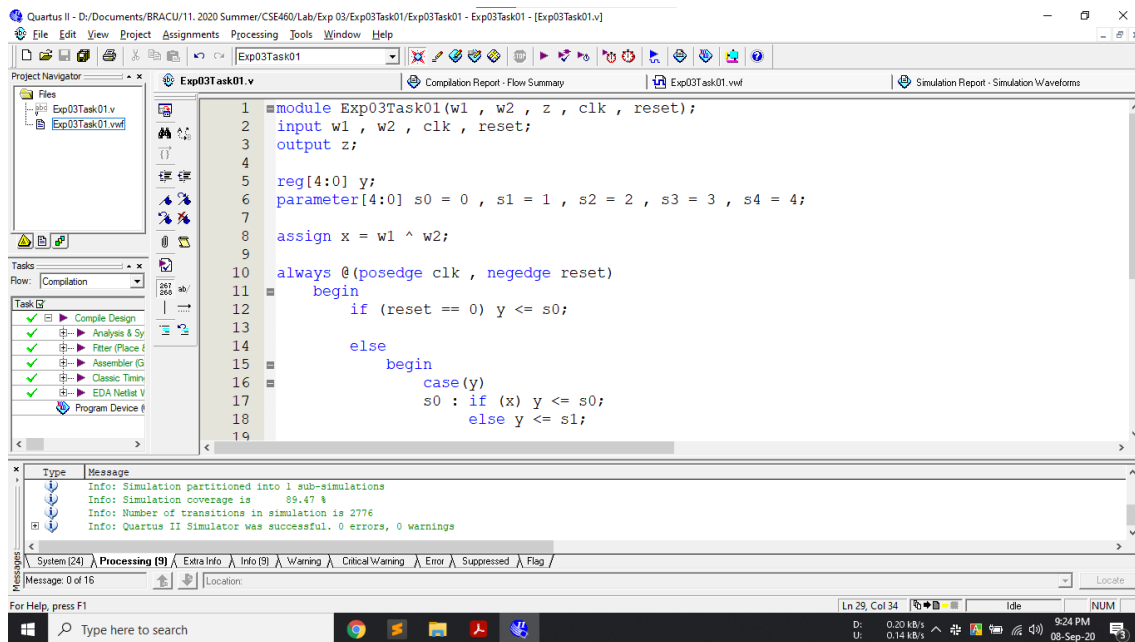 Quartus II - D:/Documents/BRACU/11. 2020 Summer/CSE460/Lab/Exp 03/Exp03Task01/Exp03Task01 - Exp03Task01 - [Exp03Task01.v]
File Edit View Project Assignments Processing Tools Window Help
Exp03Task01
Project Navigator
Exp03Task01.v
Compilation Report - Flow Summary
Exp03Task01.vwf
Simulation Report - Simulation Waveforms
Files
Exp03Task01.v
Exp03Task01.vwf
1 module Exp03Task01(w1 , w2 , z , clk , reset);
2 input w1 , w2 , clk , reset;
3 output z;
4
5 reg[4:0] y;
6 parameter[4:0] s0 = 0 , s1 = 1 , s2 = 2 , s3 = 3 , s4 = 4;
7
8 assign x = w1 ^ w2;
9
10 always @(posedge clk , negedge reset)
11 begin
12 if (reset == 0) y <= s0;
13
14 else
15 begin
16 case(y)
17 s0 : if (x) y <= s0;
18 else y <= s1;
19
267
268 ab/
Tasks
Flow: Compilation
Task
Compile Design
Analysis & Sy
Fitter (Place &
Assembler (G
Classic Timin
EDA Netlist W
Program Device (
Type Message
Info: Simulation partitioned into 1 sub-simulations
Info: Simulation coverage is 89.47 %
Info: Number of transitions in simulation is 2776
Info: Quartus II Simulator was successful. 0 errors, 0 warnings
Messages
System (24) Processing (9) Extra Info Info (9) Warning Critical Warning Error Suppressed Flag
Message: 0 of 16
Location:
Locate
For Help, press F1
Ln 29, Col 34
Idle
NUM
Type here to search
D: 0.20 kB/s
U: 0.14 kB/s
9:24 PM
08-Sep-20
3